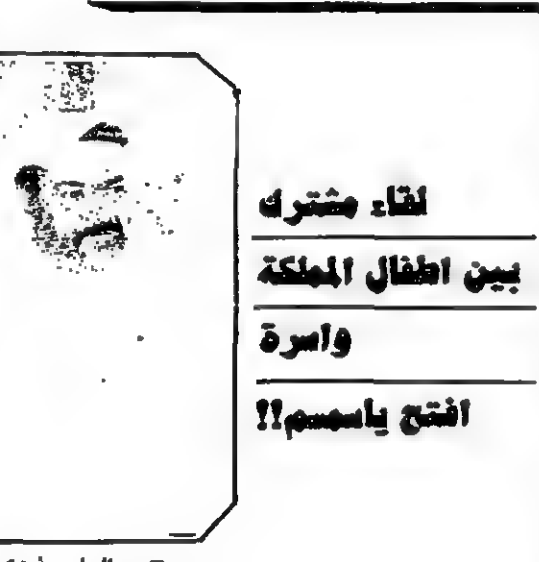 لقاء مشترك
بين اطفال المملكة
واسرة
افتح ياسمسم!!